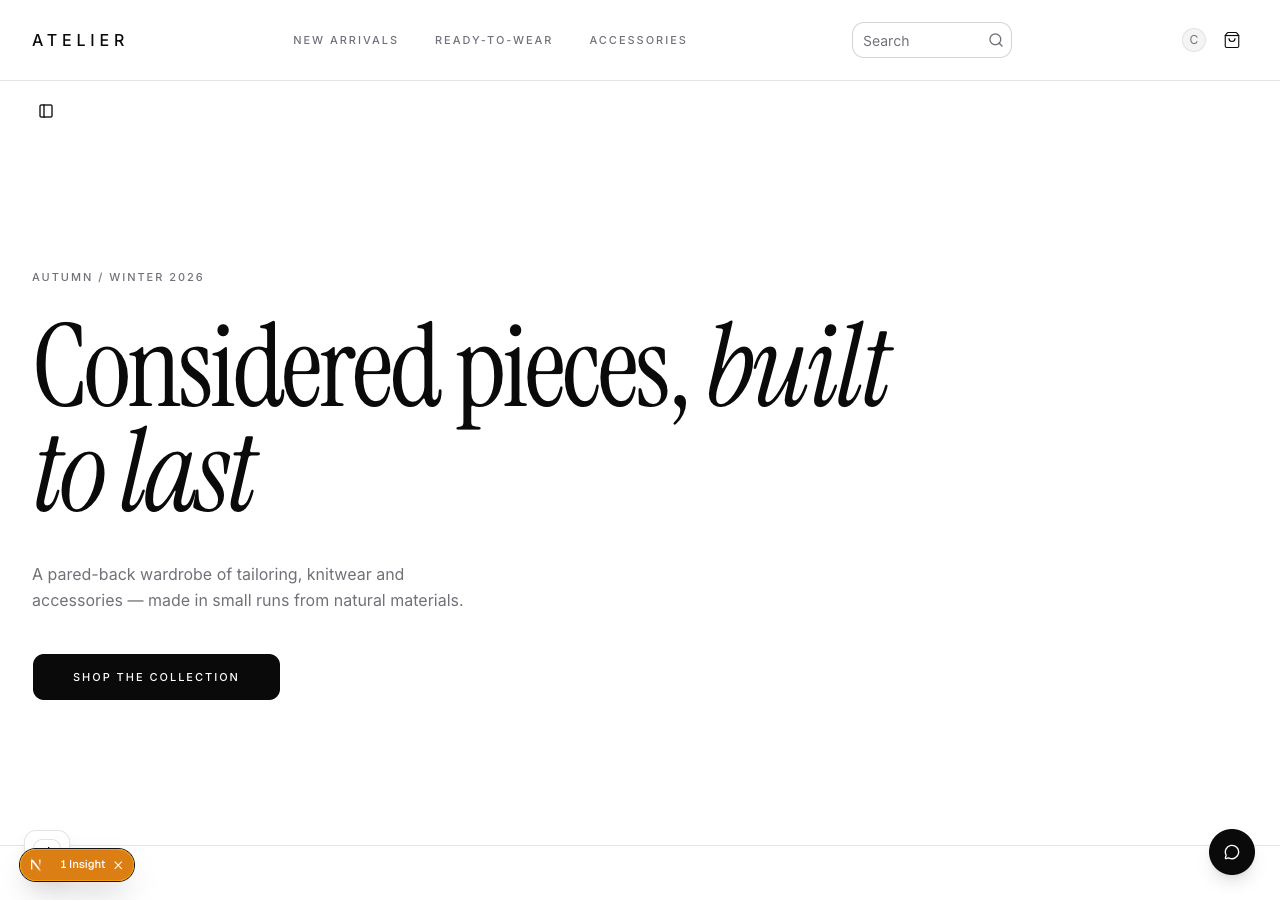 ATELIER
NEW ARRIVALS
READY-TO-WEAR
ACCESSORIES
Search
C
AUTUMN / WINTER 2026
Considered pieces, built
to last
A pared-back wardrobe of tailoring, knitwear and
accessories — made in small runs from natural materials.
SHOP THE COLLECTION
N
1 Insight